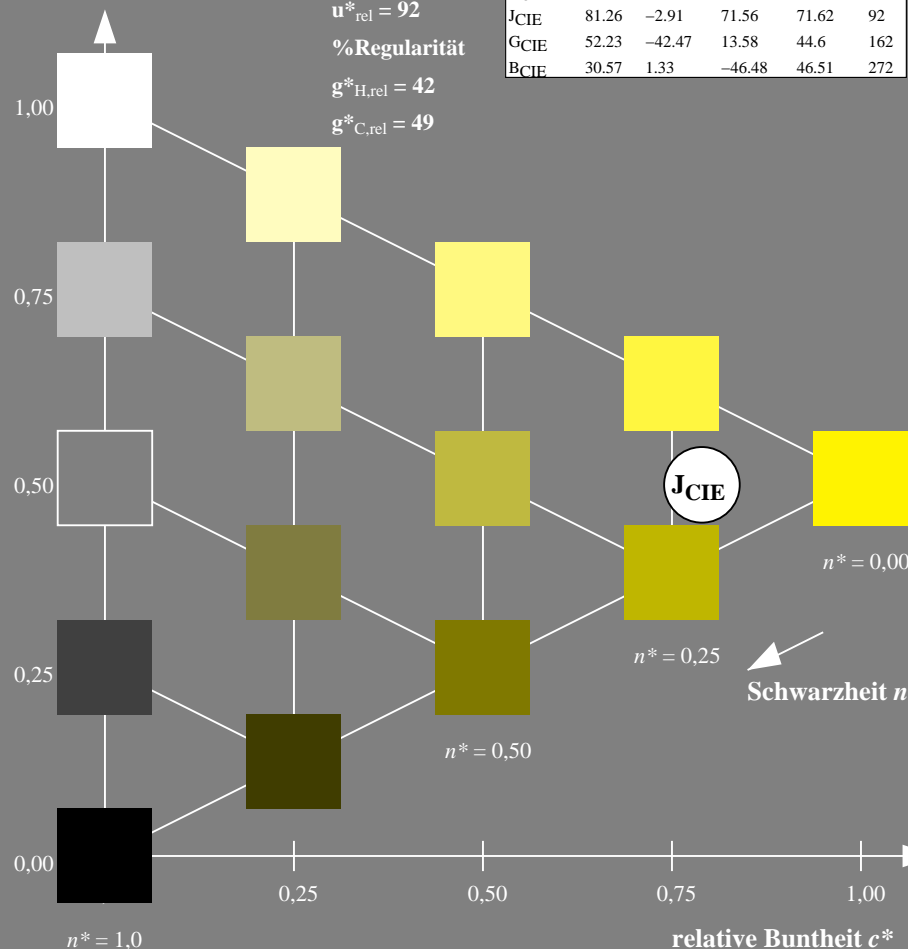 u*rel = 92
%Regularität
g*H,rel = 42
g*C,rel = 49
JCIE 81.26 −2.91 71.56 71.62 92
GCIE 52.23 −42.47 13.58 44.6 162
BCIE 30.57 1.33 −46.48 46.51 272
1,00
0,75
0,50
JCIE
n* = 0,00
n* = 0,25
0,25
Schwarzheit n
n* = 0,50
0,00
0,25 0,50 0,75 1,00
n* = 1,0
relative Buntheit c*